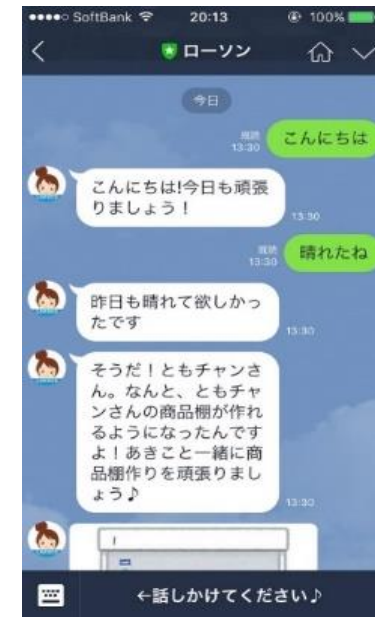 SoftBank 20:13 100%
ローソン
今日
既読
13:30
こんにちは
こんにちは!今日も頑張
りましょう！
13:30
既読
13:30
晴れたね
昨日も晴れて欲しかっ
たです
13:30
そうだ！ともチャンさ
ん。なんと、ともチャ
ンさんの商品棚が作れ
るようになったんです
よ！あきこと一緒に商
品棚作りを頑張りまし
ょう♪
13:30
←話しかけてください♪